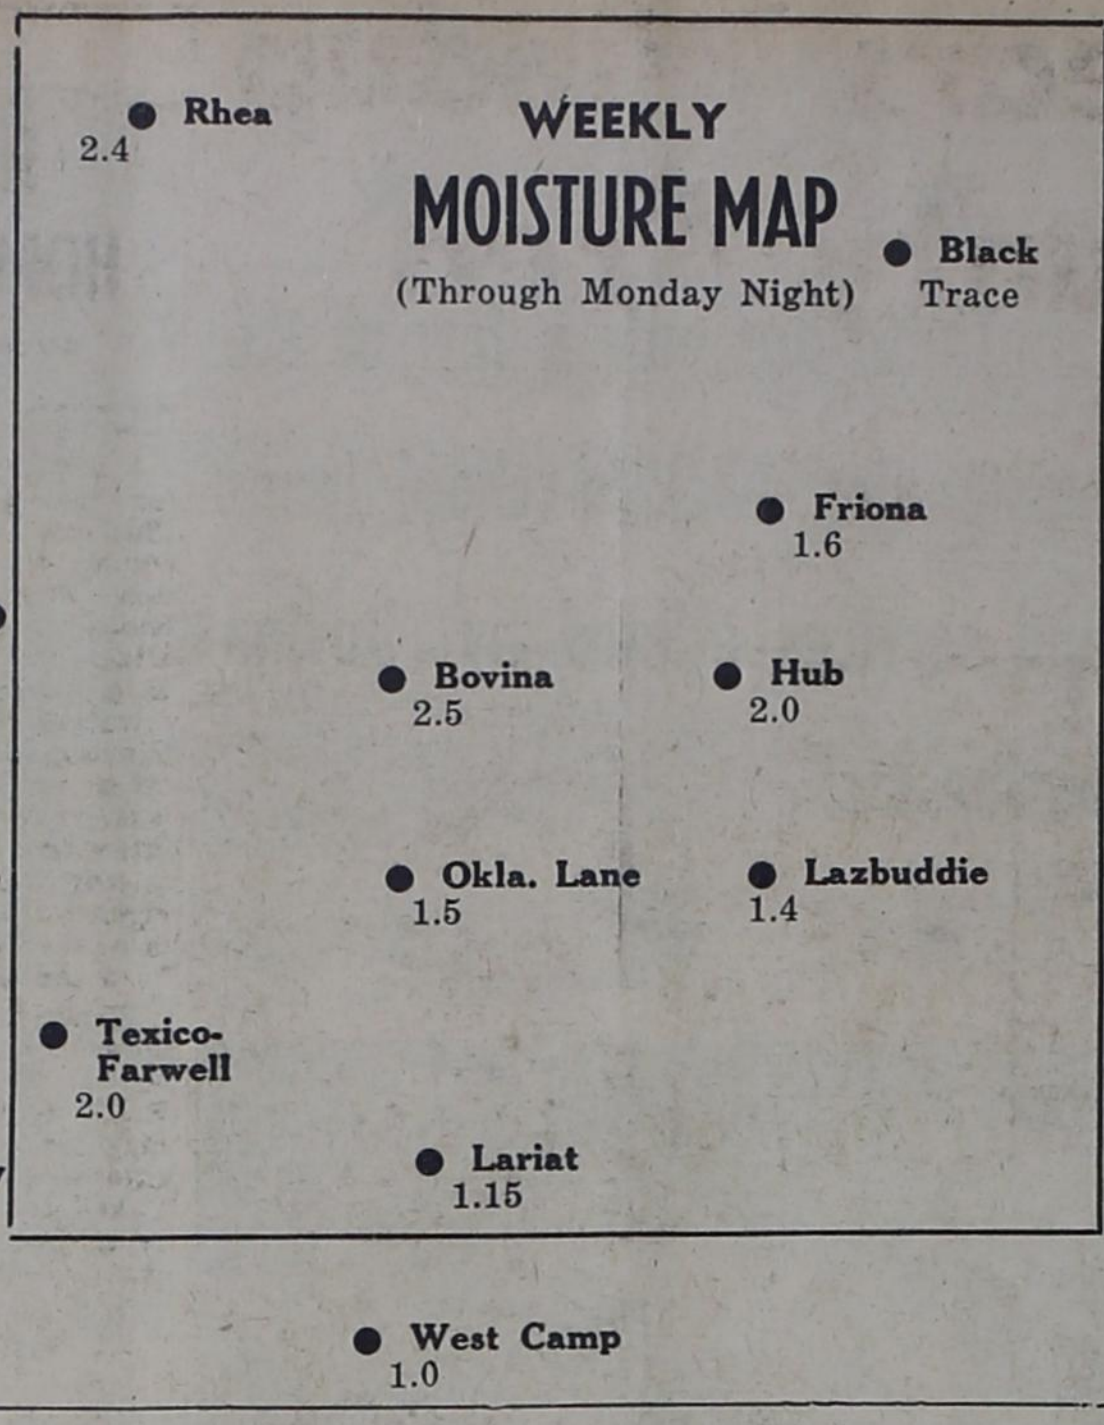 Rhea
2.4
WEEKLY
MOISTURE MAP
(Through Monday Night)
Black
Trace
Friona
1.6
Bovina
2.5
Hub
2.0
Okla. Lane
1.5
Lazbuddie
1.4
Texico-
Farwell
2.0
Lariat
1.15
West Camp
1.0